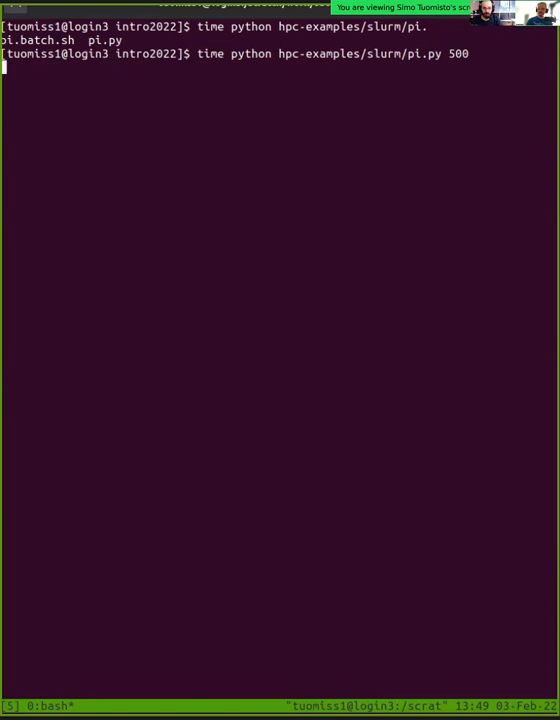 You are viewing Simo Tuomisto's scr
[tuomiss1@login3 intro2022]$ time python hpc-examples/slurm/pi.
pi.batch.sh  pi.py
[tuomiss1@login3 intro2022]$ time python hpc-examples/slurm/pi.py 500
[5] 0:bash* "tuomiss1@login3:/scrat" 13:49 03-Feb-22